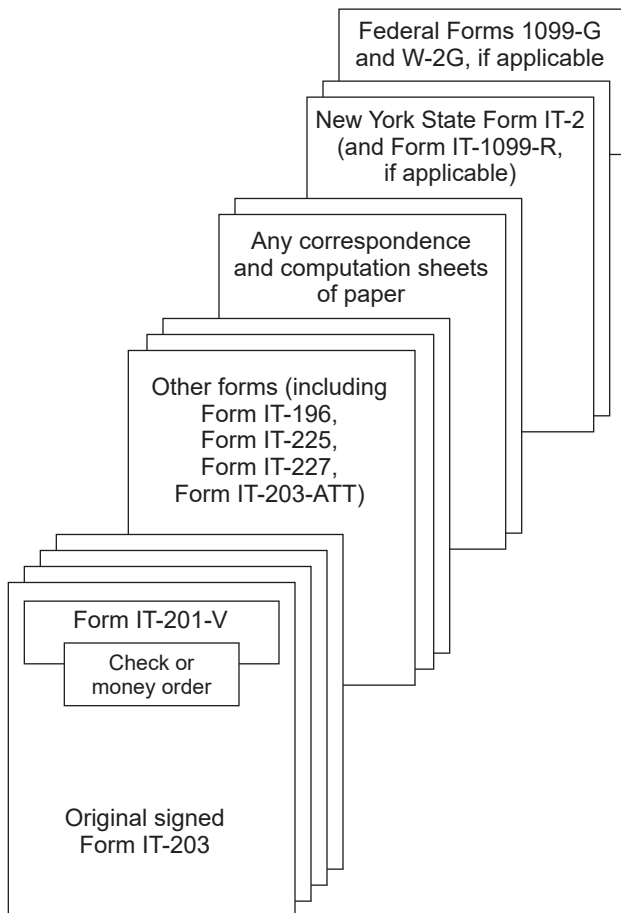 Federal Forms 1099-G
and W-2G, if applicable
New York State Form IT-2
(and Form IT-1099-R,
if applicable)
Any correspondence
and computation sheets
of paper
Other forms (including
Form IT-196,
Form IT-225,
Form IT-227,
Form IT-203-ATT)
Form IT-201-V
Check or
money order
Original signed
Form IT-203